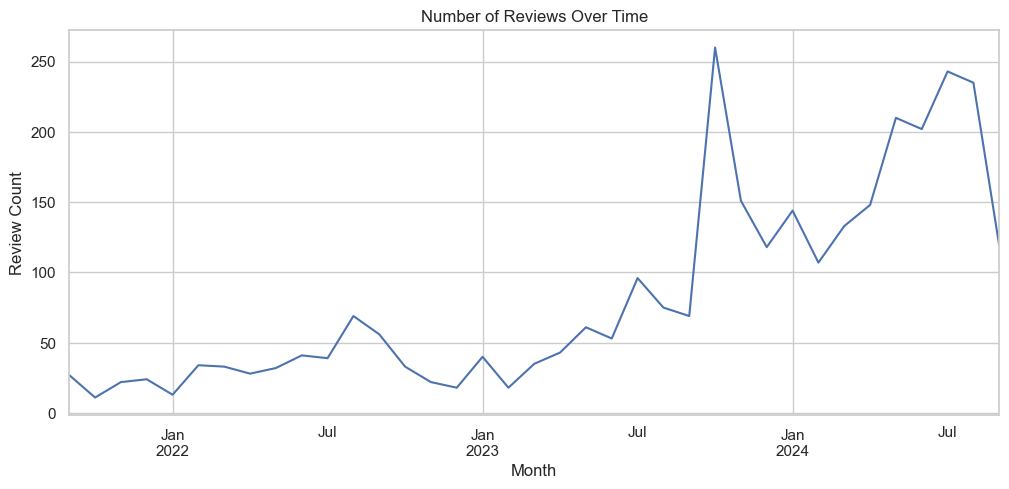 Number of Reviews Over Time
Review Count
250
200
150
100
50
0
Jan
2022
Jul
Jan
2023
Jul
Jan
2024
Jul
Month